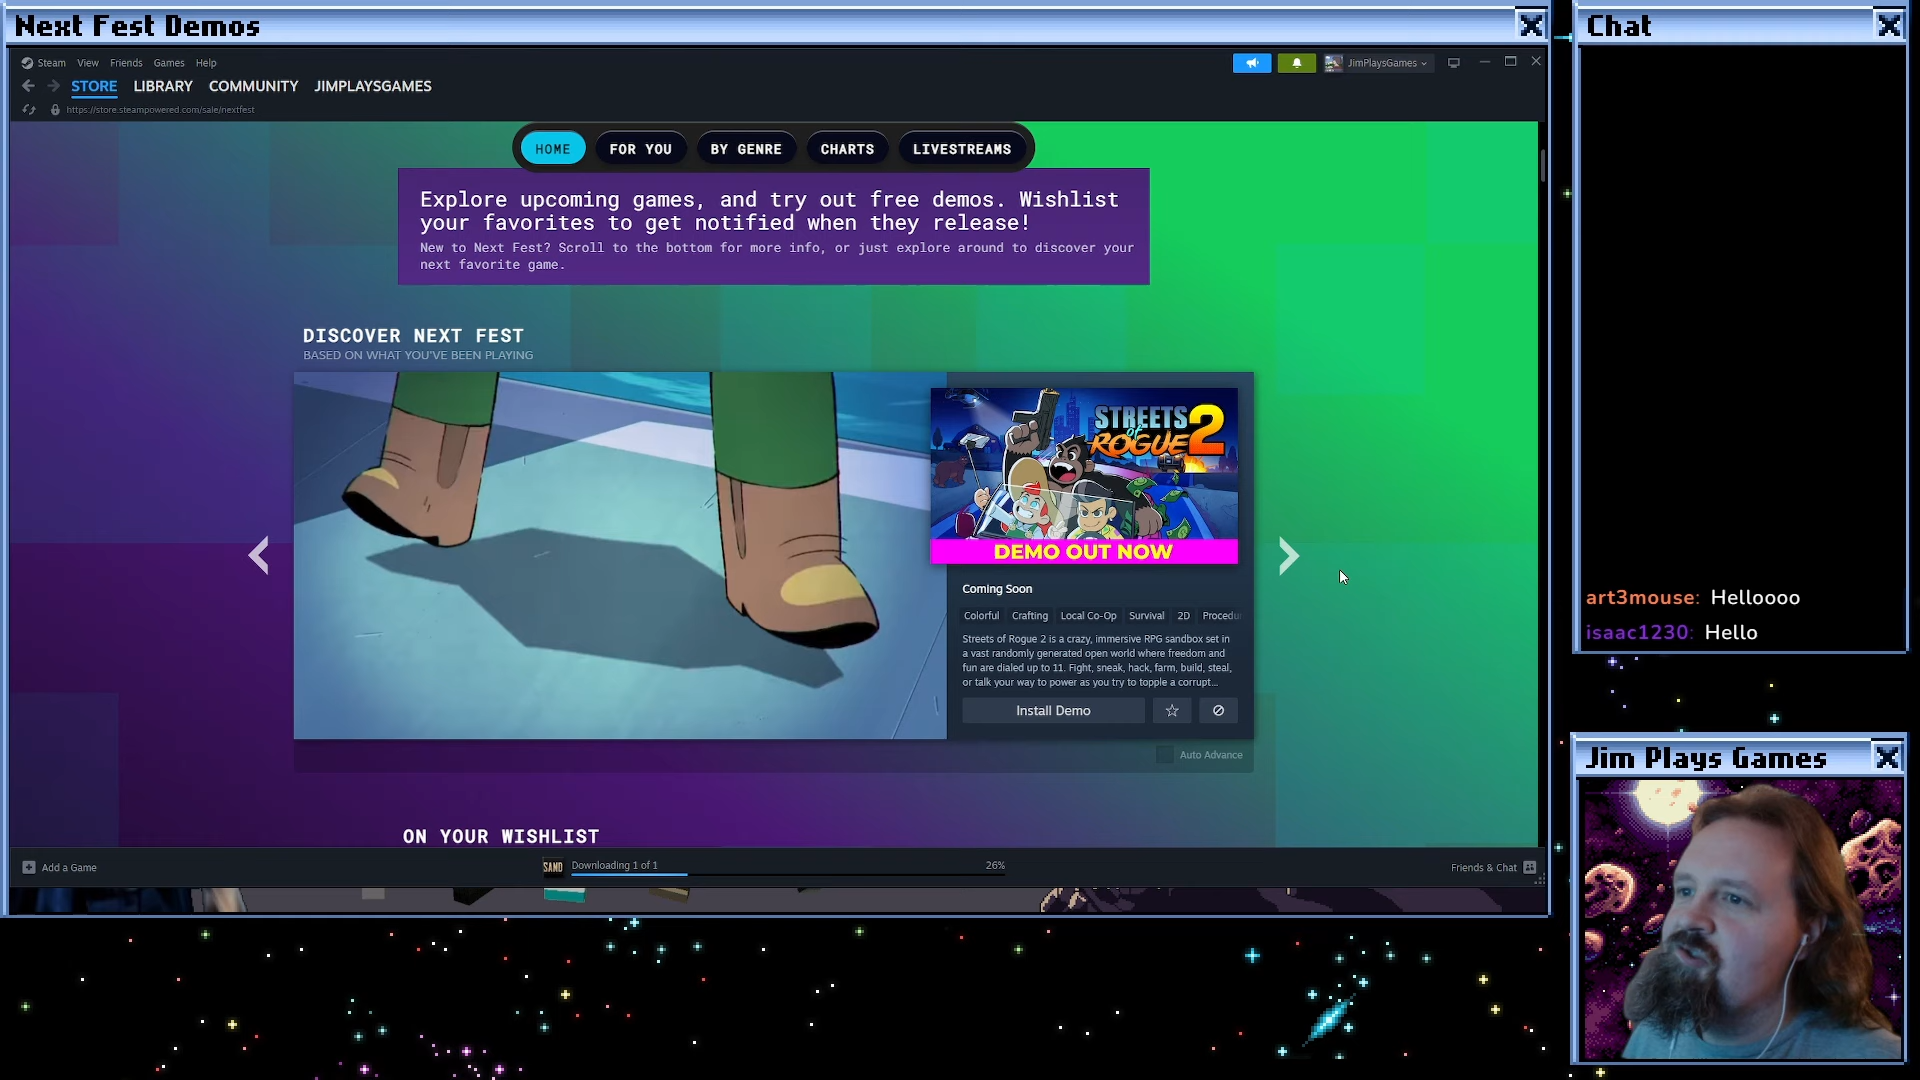 Next Fest Demos
Steam View Friends Games Help
JimPlaysGames
STORE LIBRARY COMMUNITY JIMPLAYSGAMES
https://store.steampowered.com/sale/nextfest
HOME FOR YOU BY GENRE CHARTS LIVESTREAMS
Explore upcoming games, and try out free demos. Wishlist
your favorites to get notified when they release!
New to Next Fest? Scroll to the bottom for more info, or just explore around to discover your
next favorite game.
DISCOVER NEXT FEST
BASED ON WHAT YOU'VE BEEN PLAYING
STREETS
of
ROGUE 2
DEMO OUT NOW
Coming Soon
Colorful Crafting Local Co-Op Survival 2D Procedu
Streets of Rogue 2 is a crazy, immersive RPG sandbox set in
a vast randomly generated open world where freedom and
fun are dialed up to 11. Fight, sneak, hack, farm, build, steal,
or talk your way to power as you try to topple a corrupt...
Install Demo
Auto Advance
ON YOUR WISHLIST
Add a Game
SAND
Downloading 1 of 1
26%
Friends & Chat
Chat
art3mouse: Helloooo
isaac1230: Hello
Jim Plays Games